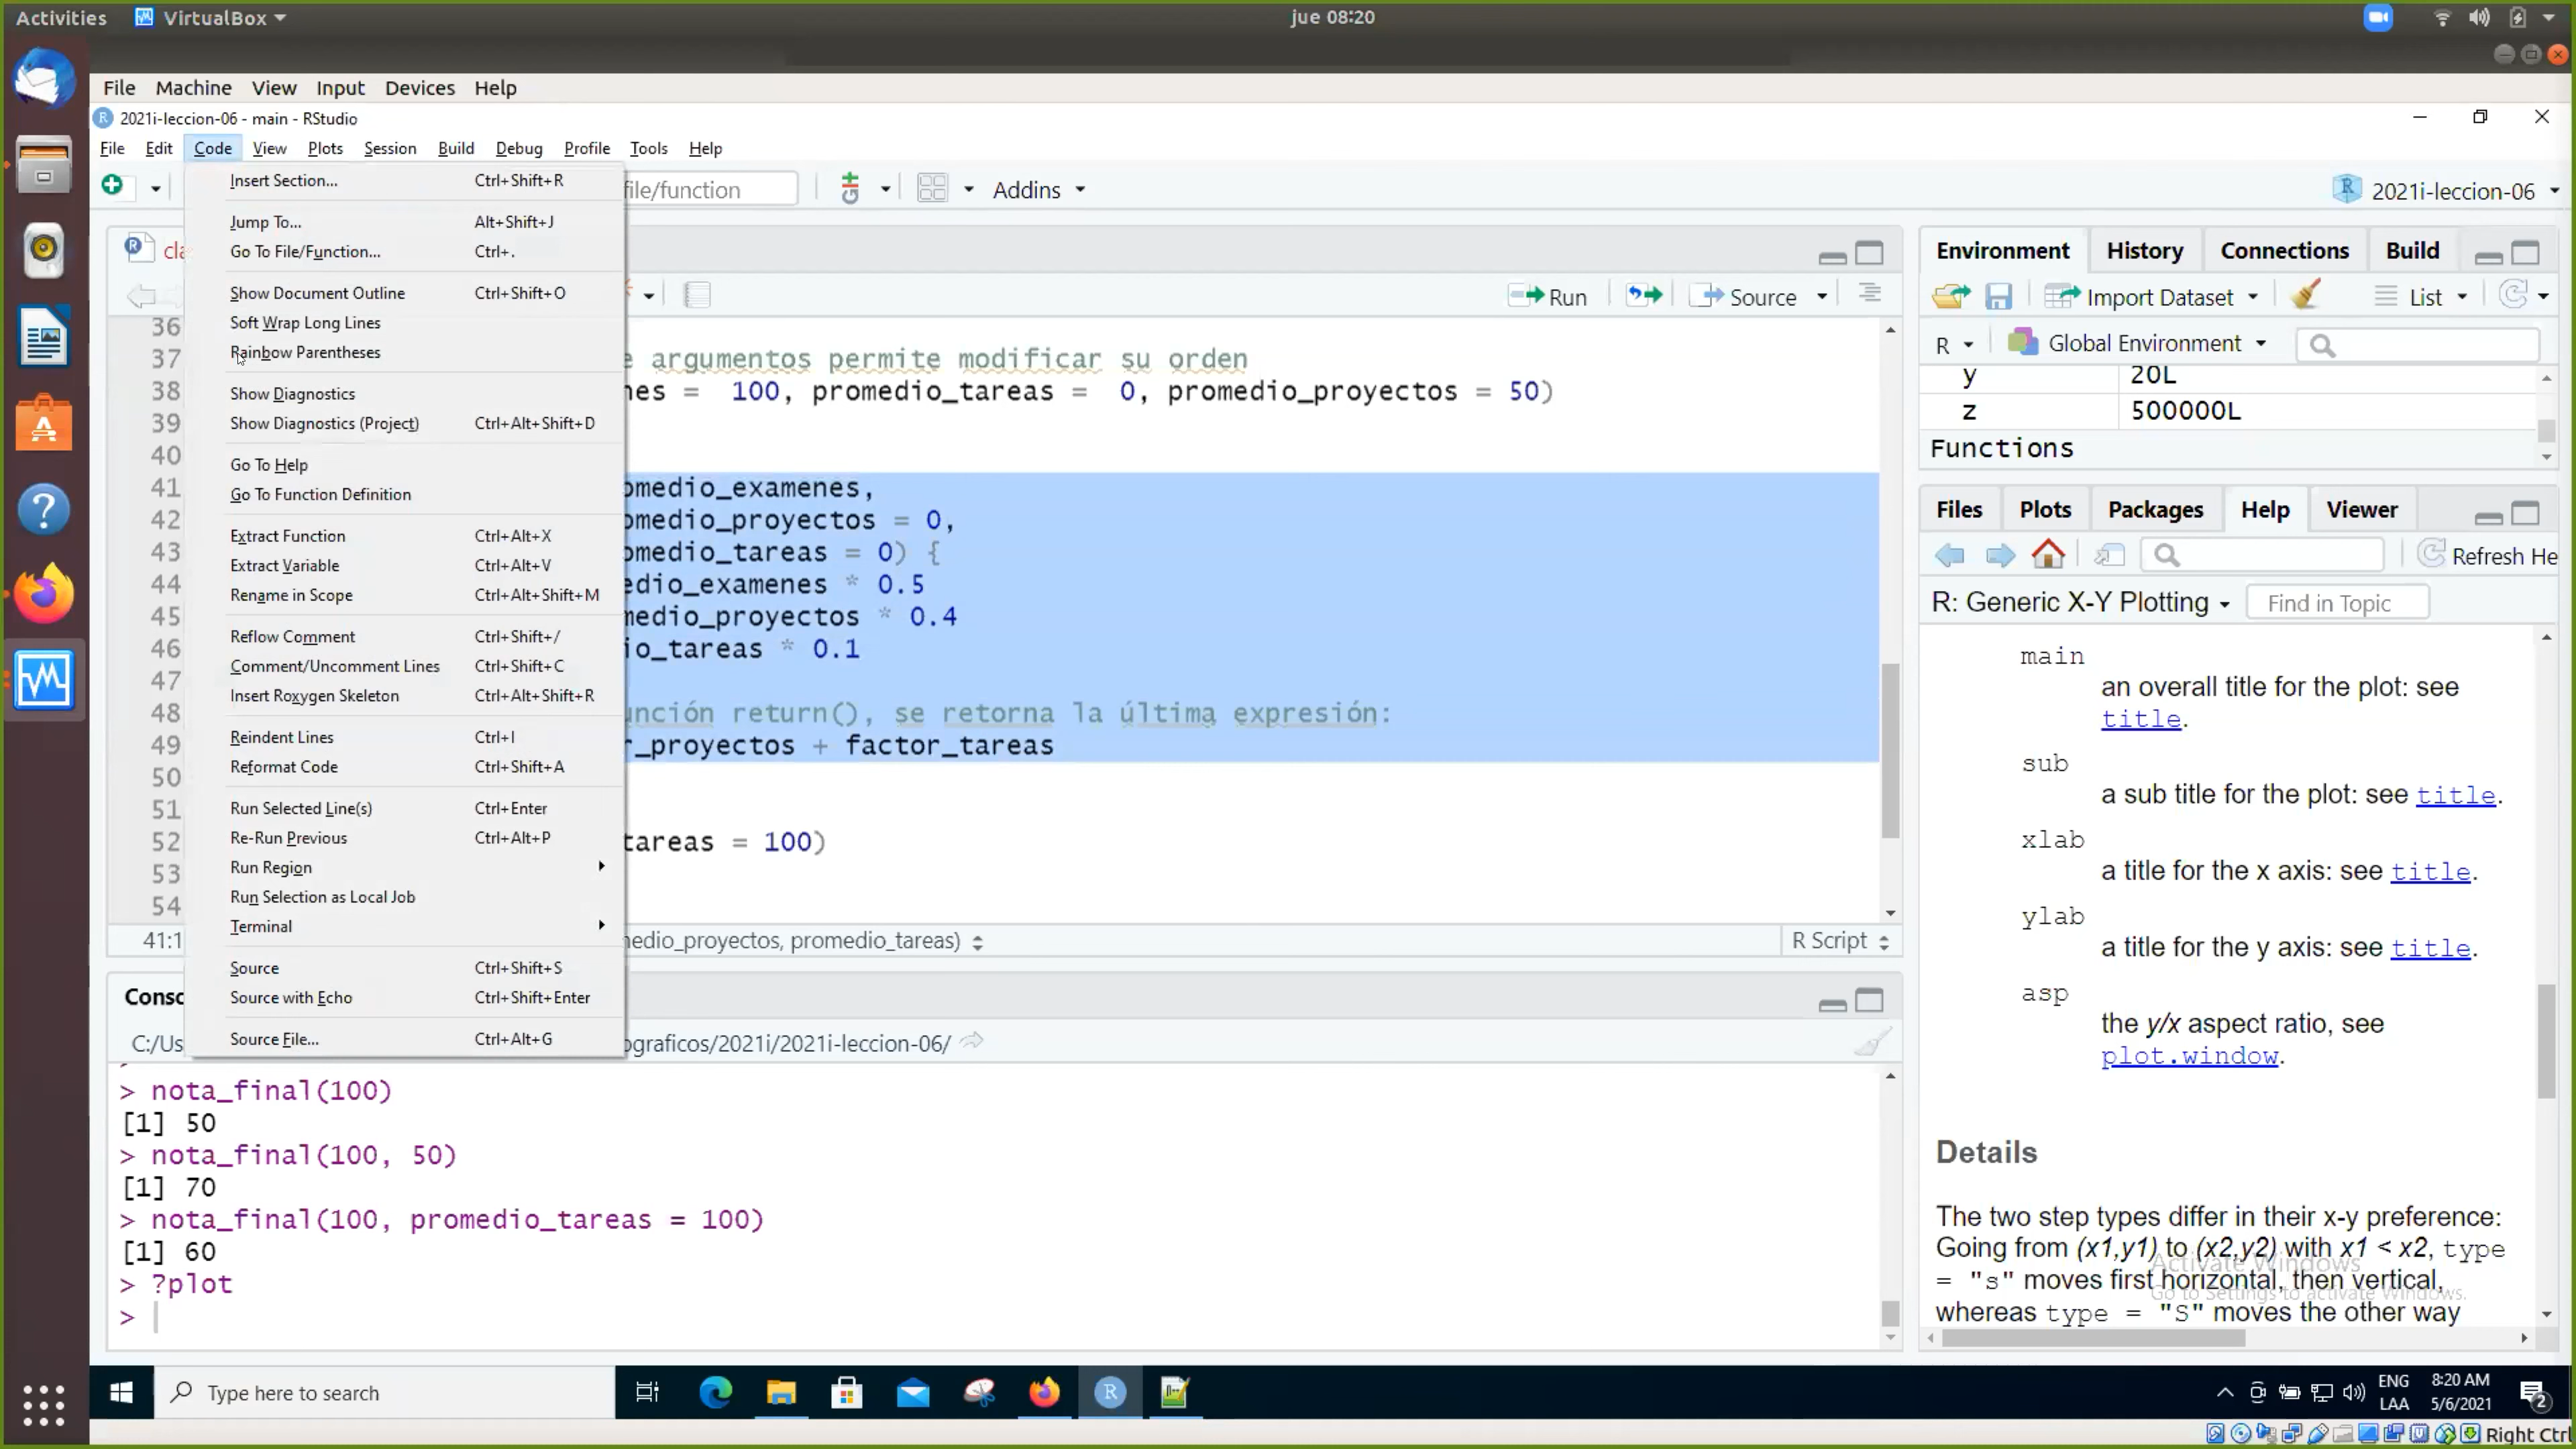 Activities VirtualBox jue 08:20
File Machine View Input Devices Help
2021i-leccion-06 - main - RStudio
File Edit Code View Plots Session Build Debug Profile Tools Help
file/function Addins 2021i-leccion-06
Insert Section... Ctrl+Shift+R
Jump To... Alt+Shift+J
Go To File/Function... Ctrl+.
Show Document Outline Ctrl+Shift+O
Soft Wrap Long Lines
Rainbow Parentheses
Show Diagnostics
Show Diagnostics (Project) Ctrl+Alt+Shift+D
Go To Help
Go To Function Definition
Extract Function Ctrl+Alt+X
Extract Variable Ctrl+Alt+V
Rename in Scope Ctrl+Alt+Shift+M
Reflow Comment Ctrl+Shift+/
Comment/Uncomment Lines Ctrl+Shift+C
Insert Roxygen Skeleton Ctrl+Alt+Shift+R
Reindent Lines Ctrl+I
Reformat Code Ctrl+Shift+A
Run Selected Line(s) Ctrl+Enter
Re-Run Previous Ctrl+Alt+P
Run Region
Run Selection as Local Job
Terminal
Source Ctrl+Shift+S
Source with Echo Ctrl+Shift+Enter
Source File... Ctrl+Alt+G
cla
Run Source
36
37 e argumentos permite modificar su orden
38 nes = 100, promedio_tareas = 0, promedio_proyectos = 50)
39
40
41 omedio_examenes,
42 omedio_proyectos = 0,
43 omedio_tareas = 0) {
44 edio_examenes * 0.5
45 medio_proyectos * 0.4
46 io_tareas * 0.1
47
48 unción return(), se retorna la última expresión:
49 r_proyectos + factor_tareas
50
51
52 tareas = 100)
53
54
41:1 medio_proyectos, promedio_tareas) R Script
Conso
C:/Us ograficos/2021i/2021i-leccion-06/
> nota_final(100)
[1] 50
> nota_final(100, 50)
[1] 70
> nota_final(100, promedio_tareas = 100)
[1] 60
> ?plot
>
Environment History Connections Build
Import Dataset List
R Global Environment
y 20L
z 500000L
Functions
Files Plots Packages Help Viewer
Refresh He
R: Generic X-Y Plotting Find in Topic
main
an overall title for the plot: see
title.
sub
a sub title for the plot: see title.
xlab
a title for the x axis: see title.
ylab
a title for the y axis: see title.
asp
the y/x aspect ratio, see
plot.window.
Details
The two step types differ in their x-y preference:
Going from (x1,y1) to (x2,y2) with x1 < x2, type
= "s" moves first horizontal, then vertical,
whereas type = "S" moves the other way
Activate Windows
Go to Settings to activate Windows.
Type here to search
ENG
LAA
8:20 AM
5/6/2021
2
Right Ctrl